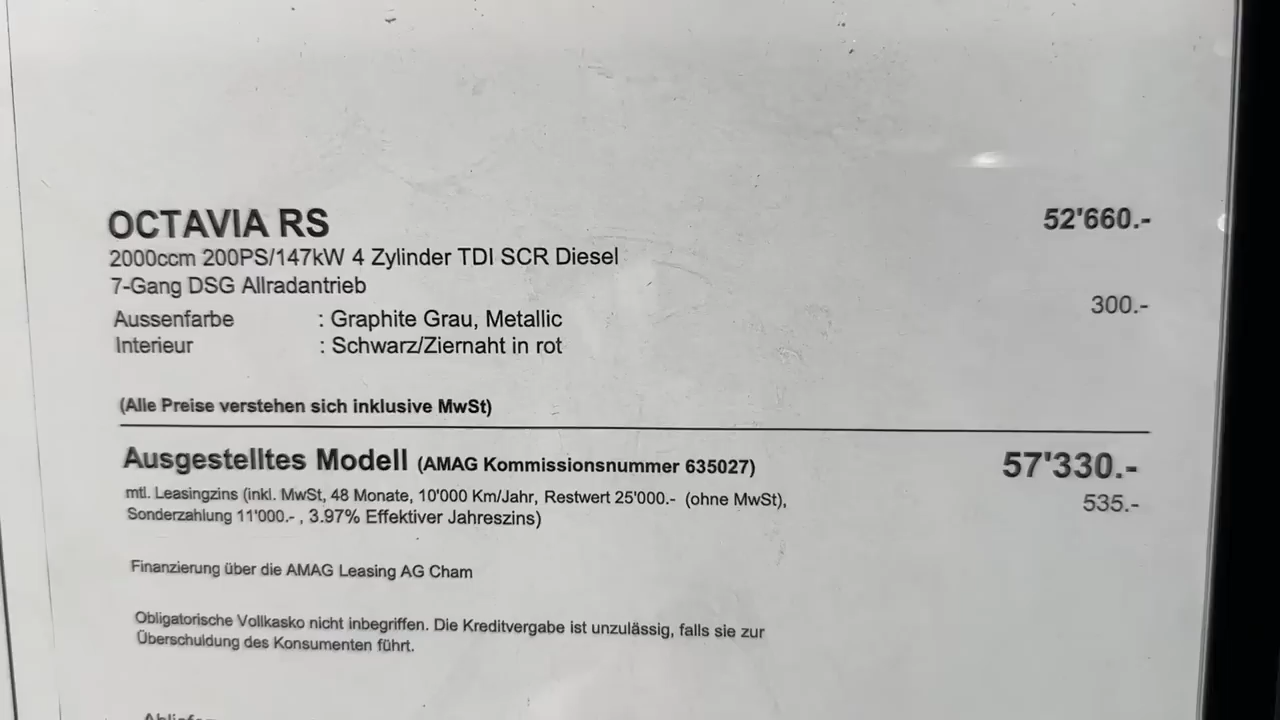 OCTAVIA RS 52'660.-
2000ccm 200PS/147kW 4 Zylinder TDI SCR Diesel
7-Gang DSG Allradantrieb
Aussenfarbe : Graphite Grau, Metallic 300.-
Interieur : Schwarz/Ziernaht in rot
(Alle Preise verstehen sich inklusive MwSt)
Ausgestelltes Modell (AMAG Kommissionsnummer 635027) 57'330.-
mtl. Leasingzins (inkl. MwSt, 48 Monate, 10'000 Km/Jahr, Restwert 25'000.- (ohne MwSt), 535.-
Sonderzahlung 11'000.- , 3.97% Effektiver Jahreszins)
Finanzierung über die AMAG Leasing AG Cham
Obligatorische Vollkasko nicht inbegriffen. Die Kreditvergabe ist unzulässig, falls sie zur
Überschuldung des Konsumenten führt.